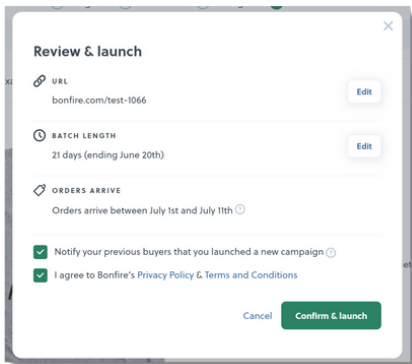 Review & launch
URL
bonfire.com/test-1066
Edit
BATCH LENGTH
21 days (ending June 20th)
Edit
ORDERS ARRIVE
Orders arrive between July 1st and July 11th
Notify your previous buyers that you launched a new campaign
I agree to Bonfire's Privacy Policy & Terms and Conditions
Cancel
Confirm & launch